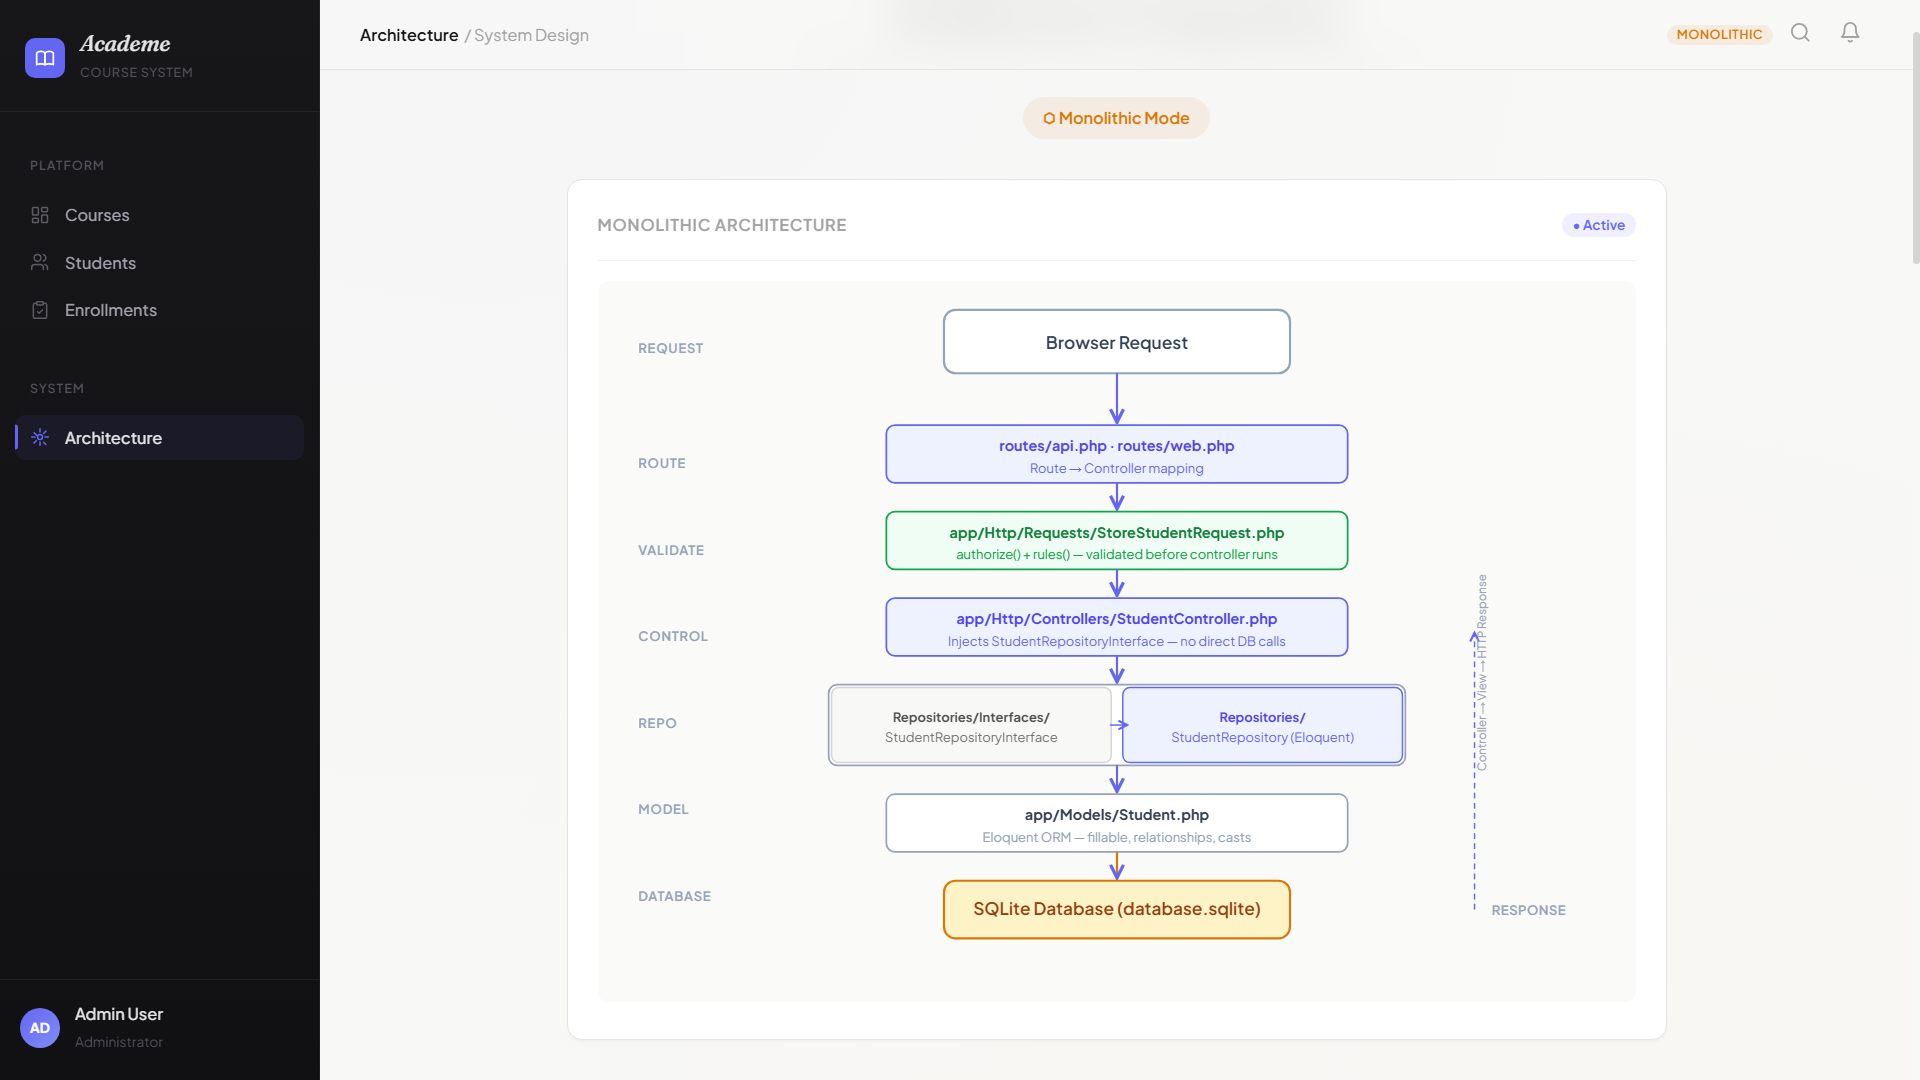 Academe
COURSE SYSTEM
PLATFORM
Courses
Students
Enrollments
SYSTEM
Architecture
AD
Admin User
Administrator
Architecture / System Design
MONOLITHIC
Monolithic Mode
MONOLITHIC ARCHITECTURE
• Active
REQUEST
Browser Request
ROUTE
routes/api.php · routes/web.php
Route → Controller mapping
VALIDATE
app/Http/Requests/StoreStudentRequest.php
authorize() + rules() — validated before controller runs
CONTROL
app/Http/Controllers/StudentController.php
Injects StudentRepositoryInterface — no direct DB calls
REPO
Repositories/Interfaces/
StudentRepositoryInterface
Repositories/
StudentRepository (Eloquent)
MODEL
app/Models/Student.php
Eloquent ORM — fillable, relationships, casts
DATABASE
SQLite Database (database.sqlite)
Controller → View → HTTP Response
RESPONSE